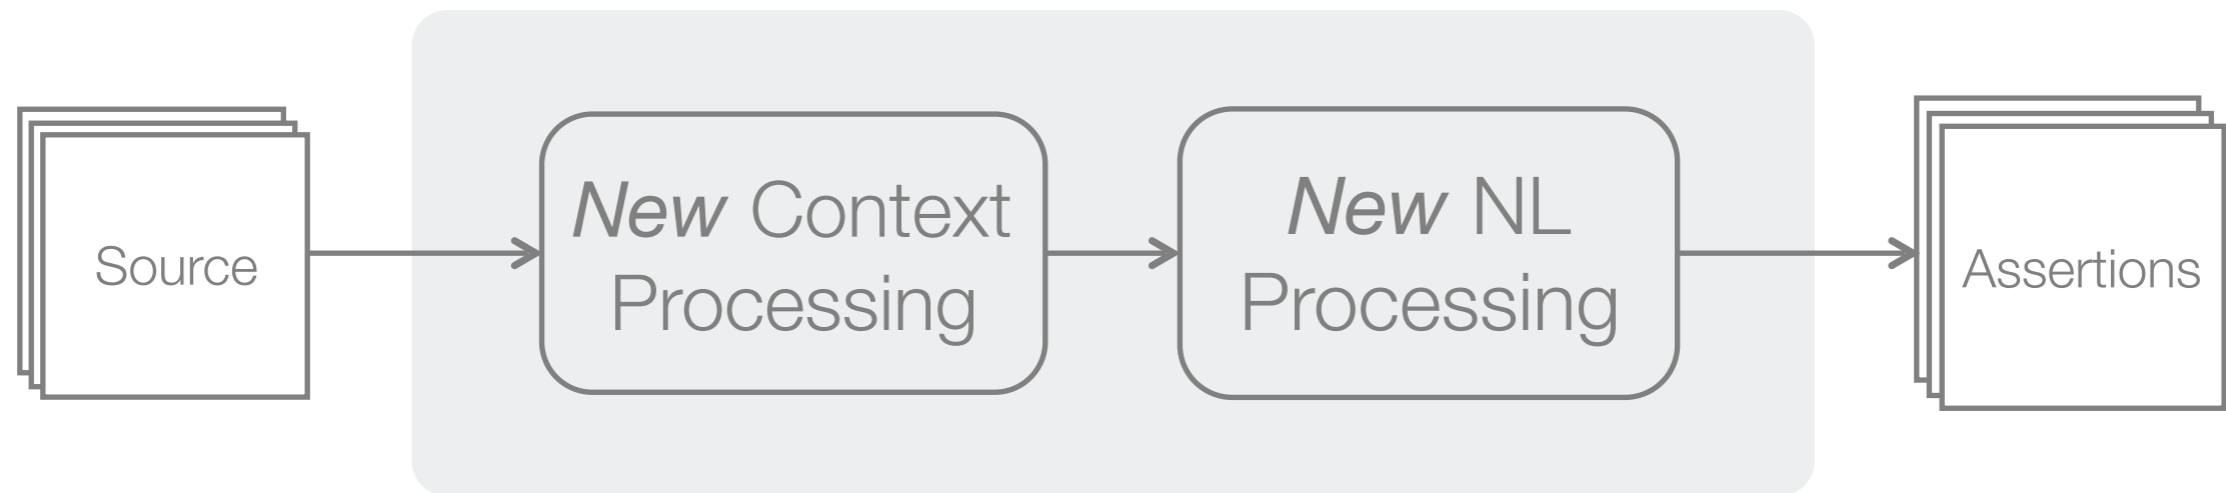 Source
New Context
Processing
New NL
Processing
Assertions